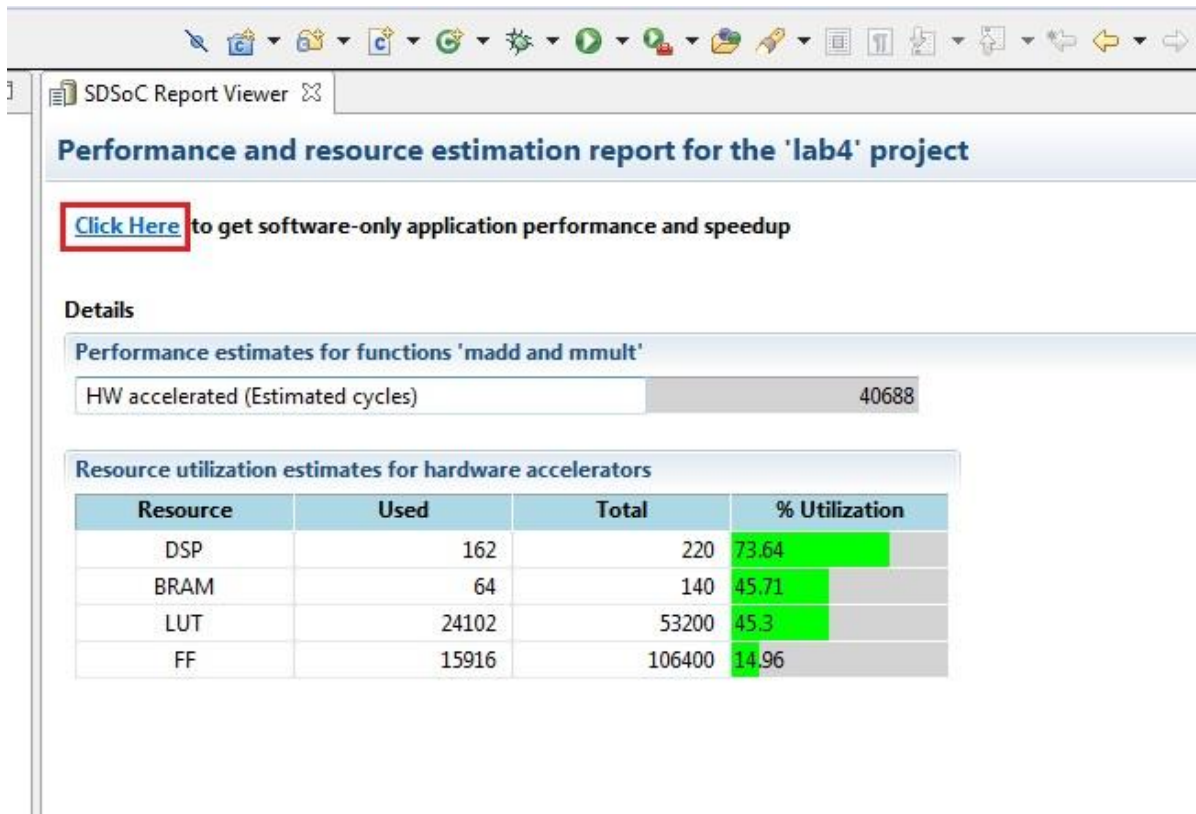 SDSoC Report Viewer
Performance and resource estimation report for the 'lab4' project
Click Here to get software-only application performance and speedup
Details
Performance estimates for functions 'madd and mmult'
HW accelerated (Estimated cycles) 40688
Resource utilization estimates for hardware accelerators
Resource Used Total % Utilization
DSP 162 220 73.64
BRAM 64 140 45.71
LUT 24102 53200 45.3
FF 15916 106400 14.96